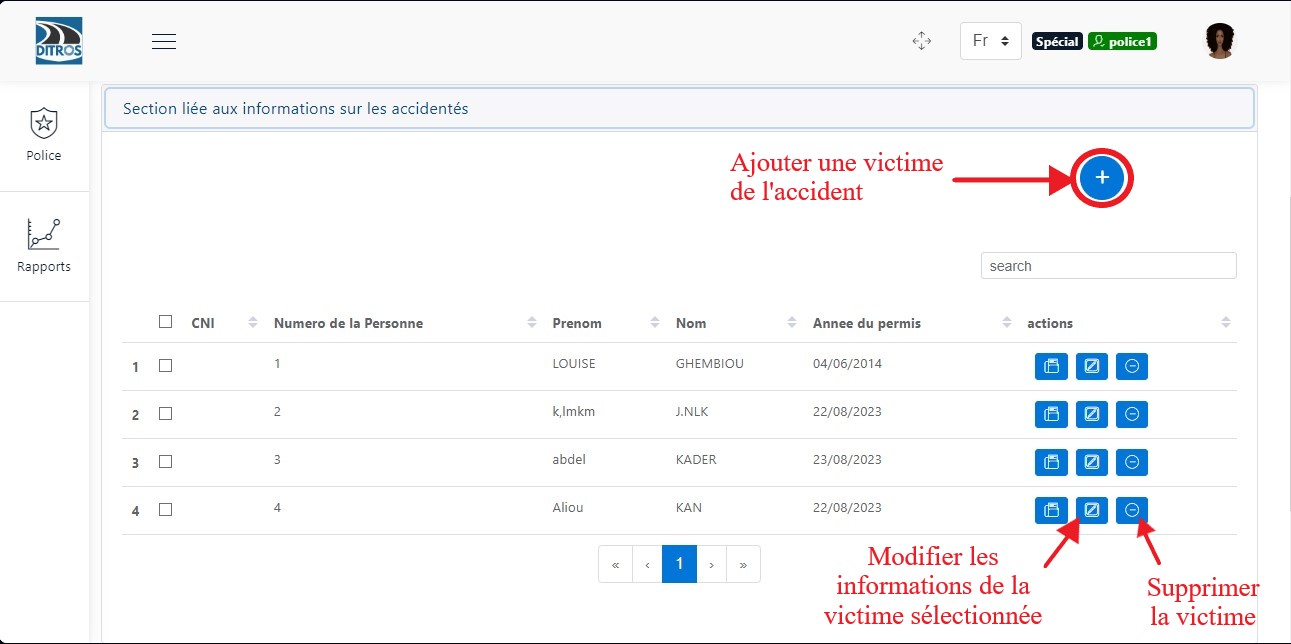 DITROS
Fr
Spécial
police1
Section liée aux informations sur les accidentés
Police
Rapports
Ajouter une victime
de l'accident
+
search
CNI Numero de la Personne Prenom Nom Annee du permis actions
1 1 LOUISE GHEMBIOU 04/06/2014
2 2 k,lmkm J.NLK 22/08/2023
3 3 abdel KADER 23/08/2023
4 4 Aliou KAN 22/08/2023
« ‹ 1 › »
Modifier les
informations de la
victime sélectionnée
Supprimer
la victime